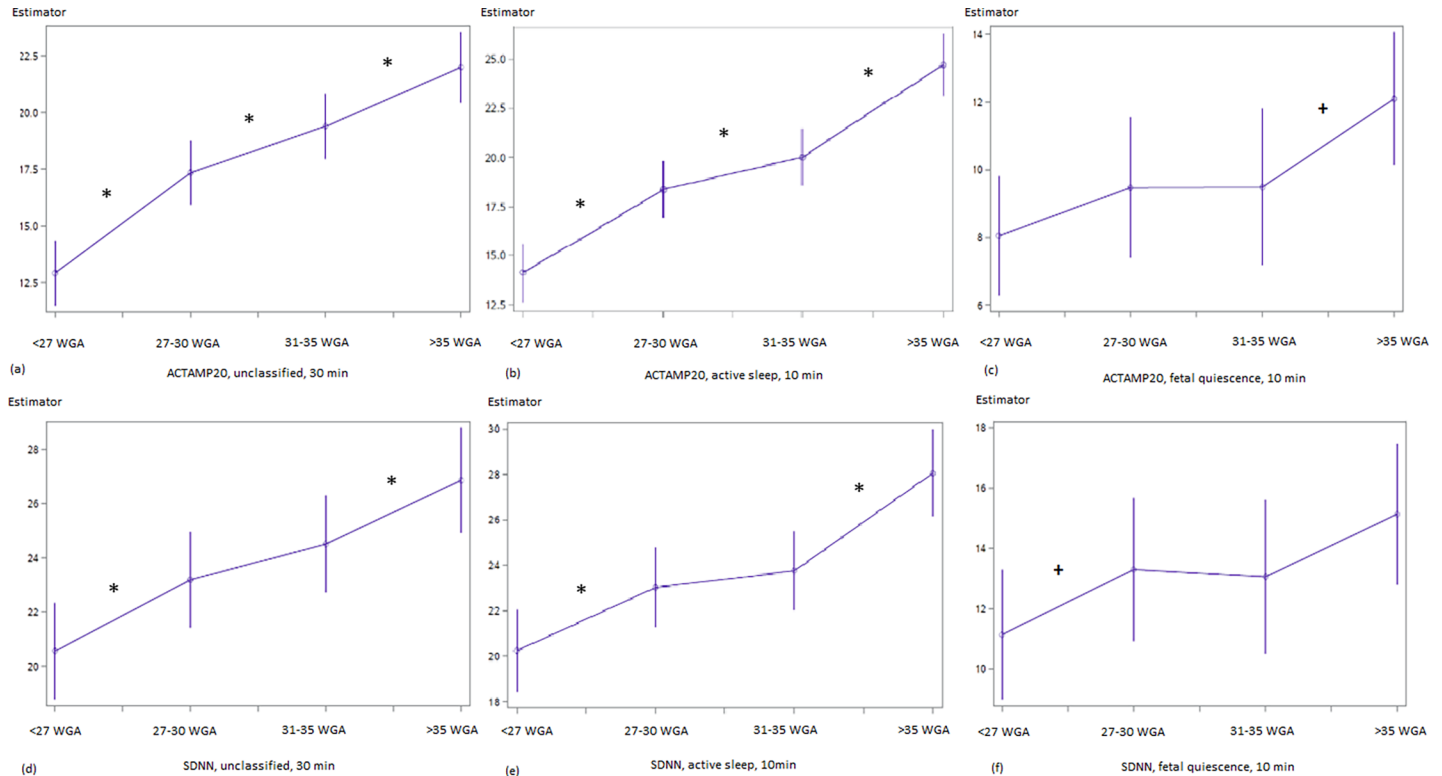 Estimator
22.5
20.0
17.5
15.0
12.5
*
*
*
<27 WGA 27-30 WGA 31-35 WGA >35 WGA
(a)
ACTAMP20, unclassified, 30 min
Estimator
25.0
22.5
20.0
17.5
15.0
12.5
*
*
*
<27 WGA 27-30 WGA 31-35 WGA >35 WGA
(b)
ACTAMP20, active sleep, 10 min
Estimator
14
12
10
8
6
+
<27 WGA 27-30 WGA 31-35 WGA >35 WGA
(c)
ACTAMP20, fetal quiescence, 10 min
Estimator
28
26
24
22
20
*
*
<27 WGA 27-30 WGA 31-35 WGA >35 WGA
(d)
SDNN, unclassified, 30 min
Estimator
30
28
26
24
22
20
18
*
*
<27 WGA 27-30 WGA 31-35 WGA >35 WGA
(e)
SDNN, active sleep, 10min
Estimator
18
16
14
12
10
+
<27 WGA 27-30 WGA 31-35 WGA >35 WGA
(f)
SDNN, fetal quiescence, 10 min